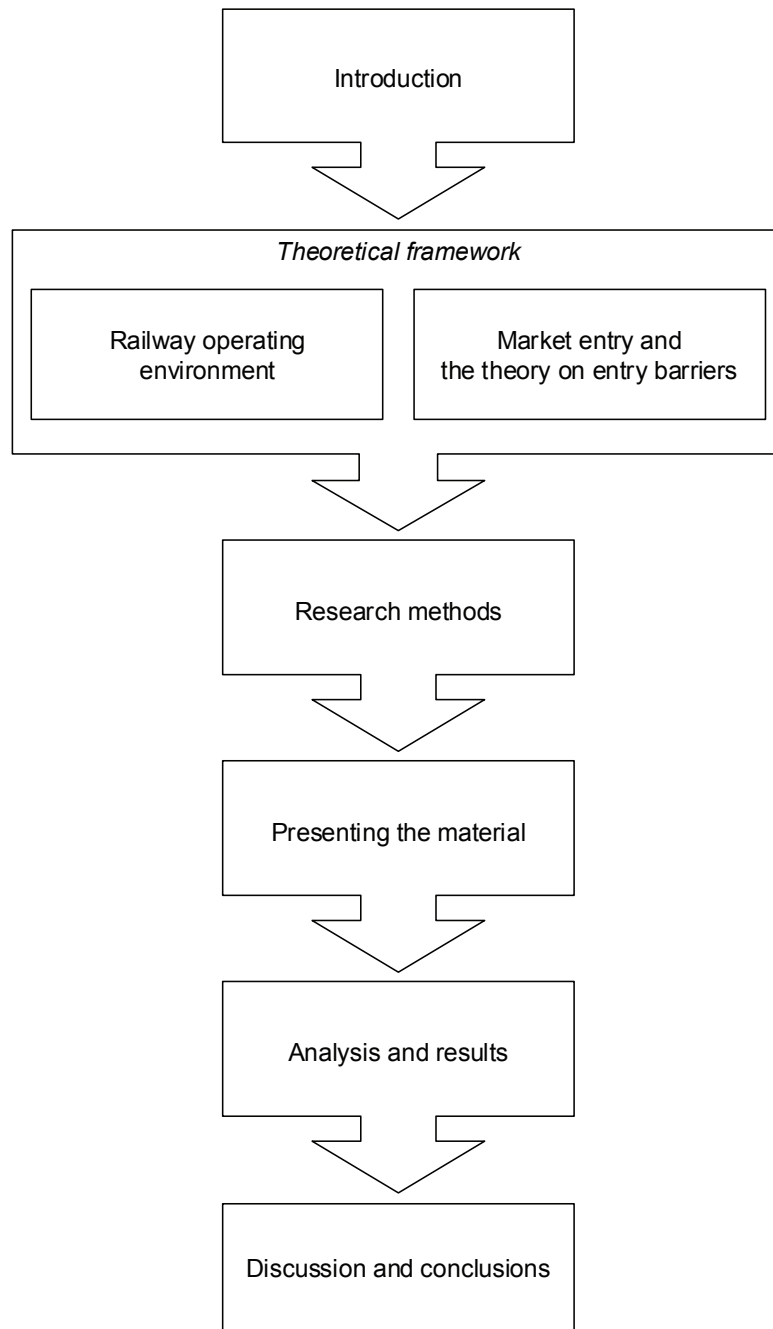 Introduction
Theoretical framework
Railway operating
environment
Market entry and
the theory on entry barriers
Research methods
Presenting the material
Analysis and results
Discussion and conclusions